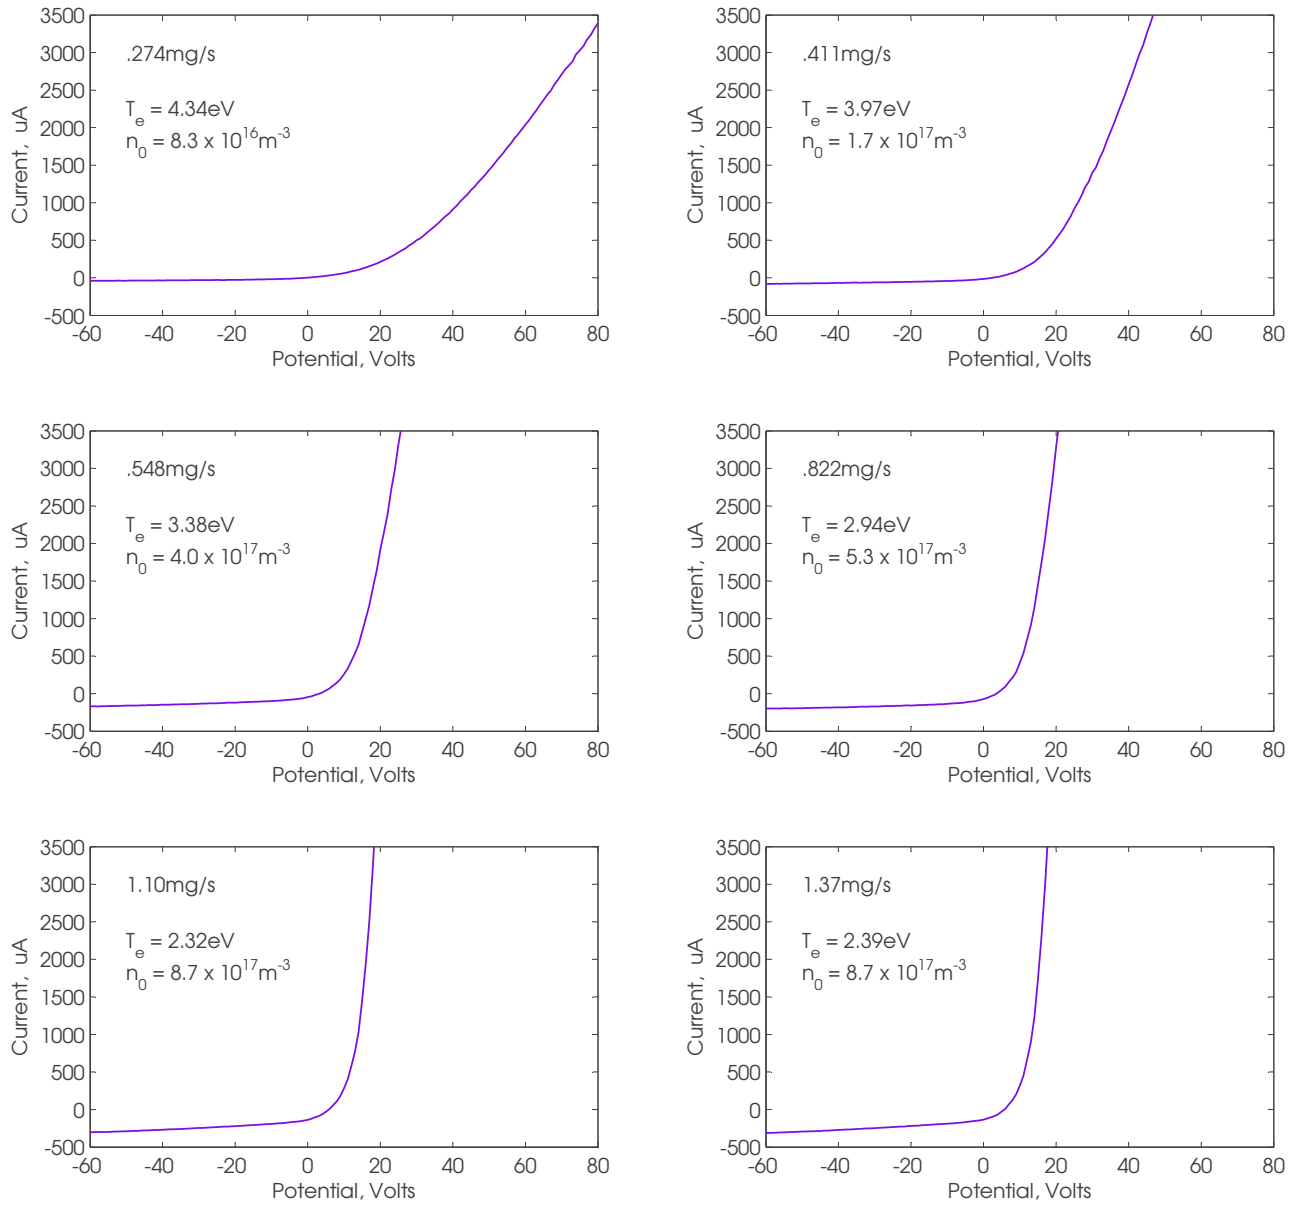 3500
3000
2500
2000
1500
1000
500
0
-500
Current, uA
.274mg/s
T_e = 4.34eV
n_0 = 8.3 x 10^16 m^-3
-60 -40 -20 0 20 40 60 80
Potential, Volts
3500
3000
2500
2000
1500
1000
500
0
-500
Current, uA
.411mg/s
T_e = 3.97eV
n_0 = 1.7 x 10^17 m^-3
-60 -40 -20 0 20 40 60 80
Potential, Volts
3500
3000
2500
2000
1500
1000
500
0
-500
Current, uA
.548mg/s
T_e = 3.38eV
n_0 = 4.0 x 10^17 m^-3
-60 -40 -20 0 20 40 60 80
Potential, Volts
3500
3000
2500
2000
1500
1000
500
0
-500
Current, uA
.822mg/s
T_e = 2.94eV
n_0 = 5.3 x 10^17 m^-3
-60 -40 -20 0 20 40 60 80
Potential, Volts
3500
3000
2500
2000
1500
1000
500
0
-500
Current, uA
1.10mg/s
T_e = 2.32eV
n_0 = 8.7 x 10^17 m^-3
-60 -40 -20 0 20 40 60 80
Potential, Volts
3500
3000
2500
2000
1500
1000
500
0
-500
Current, uA
1.37mg/s
T_e = 2.39eV
n_0 = 8.7 x 10^17 m^-3
-60 -40 -20 0 20 40 60 80
Potential, Volts